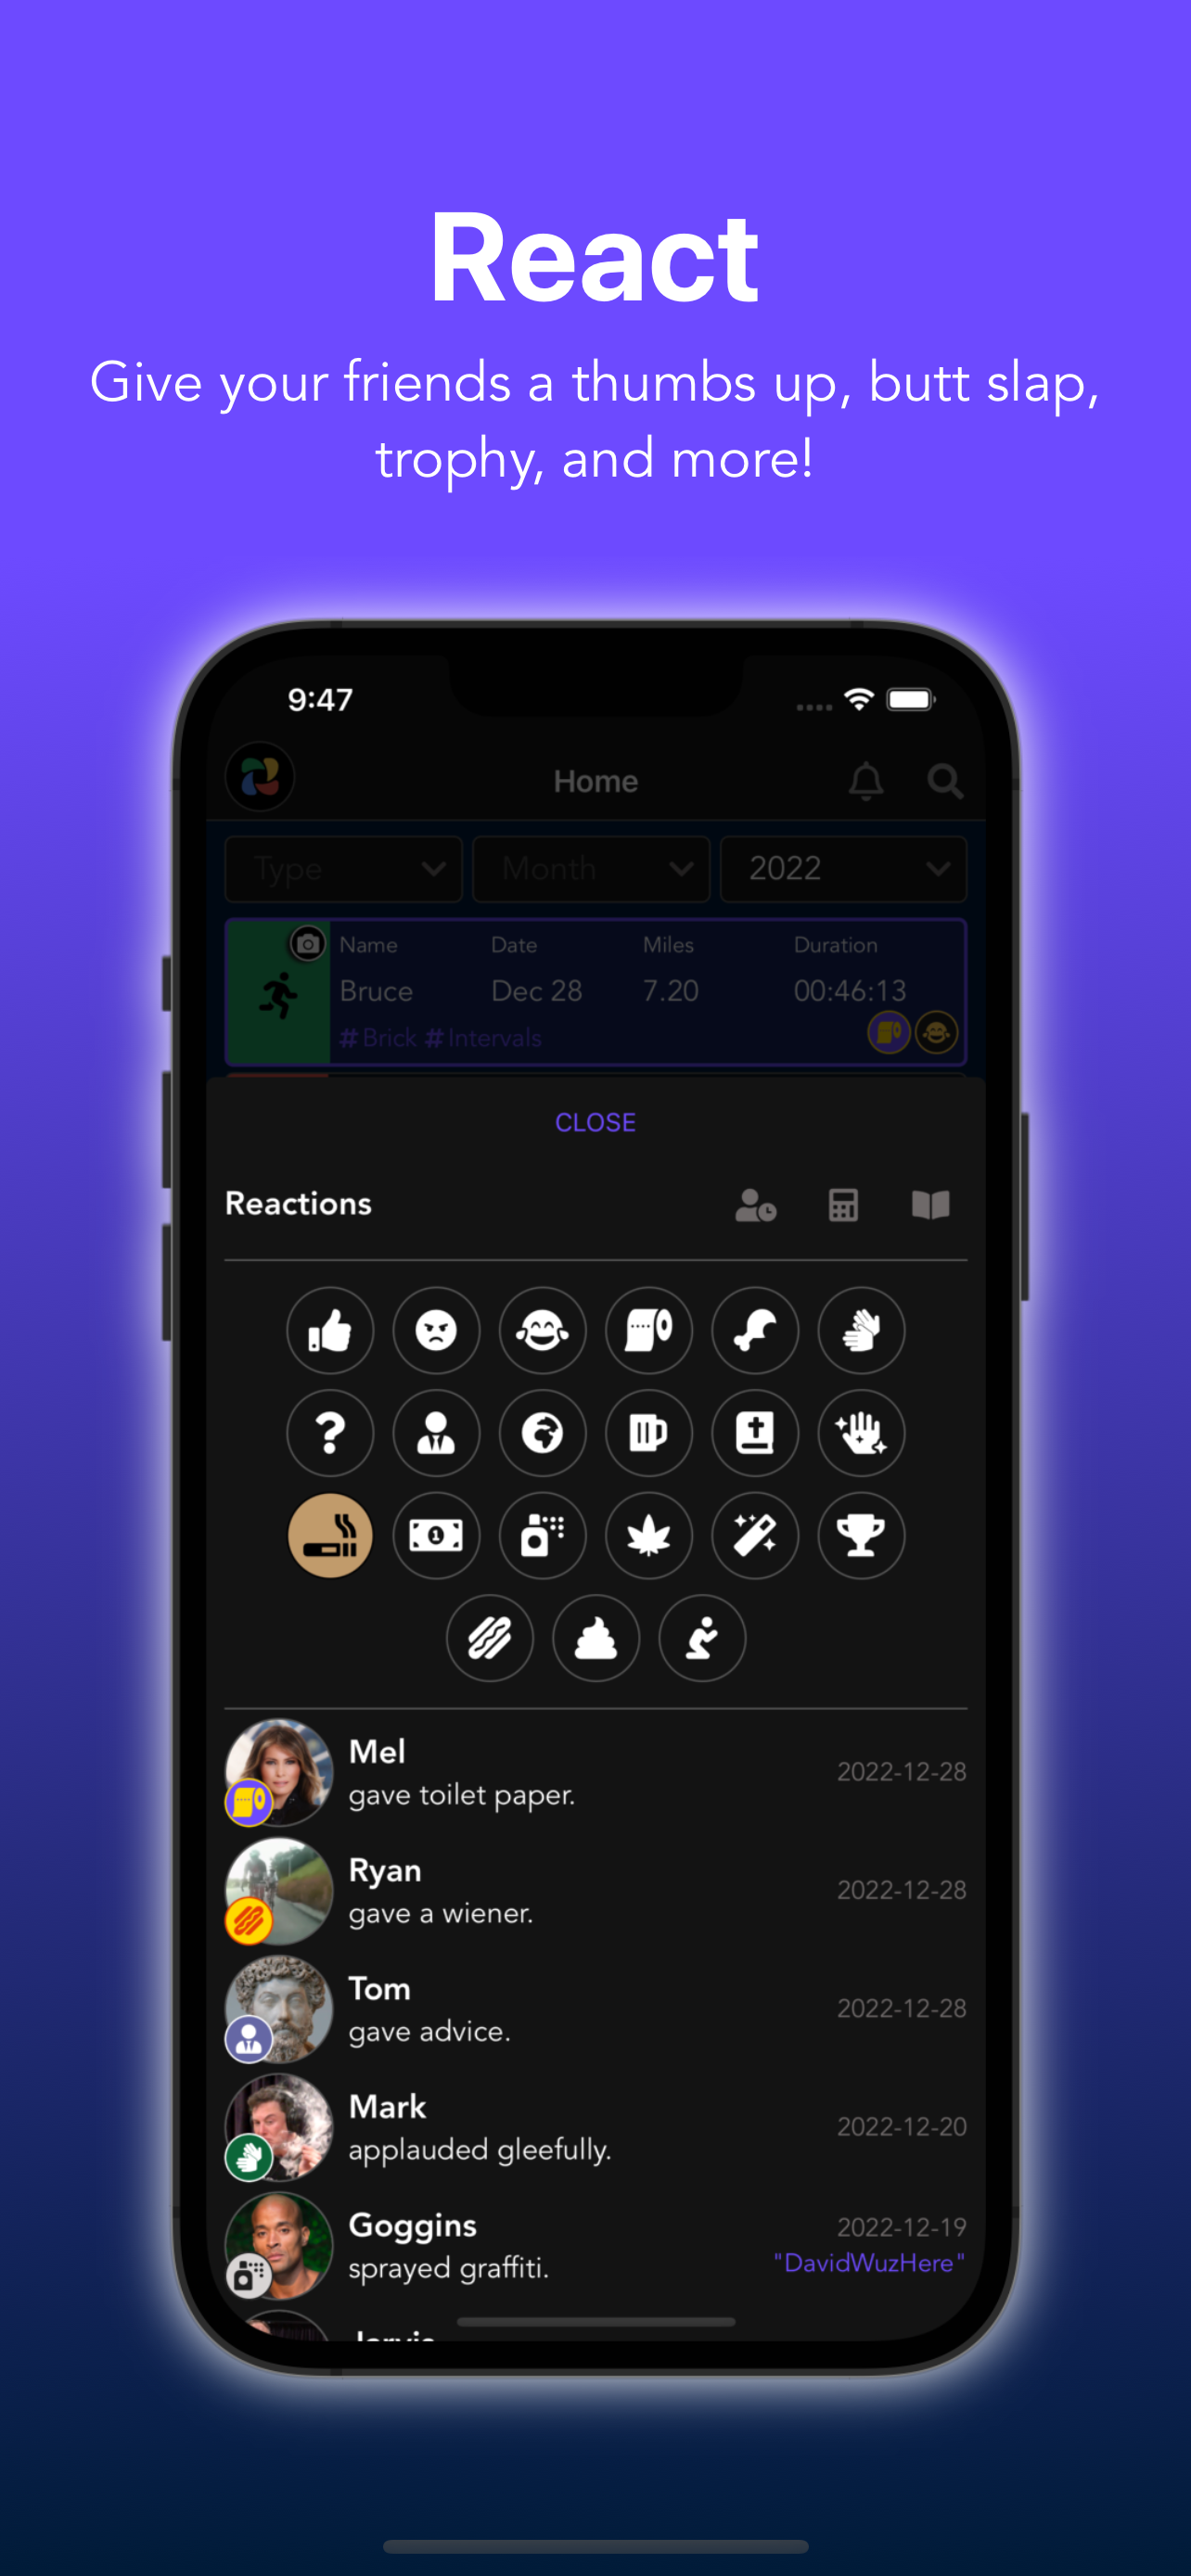 React
Give your friends a thumbs up, butt slap,
trophy, and more!
9:47
Home
Type
Month
2022
Name
Date
Miles
Duration
Bruce
Dec 28
7.20
00:46:13
#Brick #Intervals
CLOSE
Reactions
Mel
gave toilet paper.
2022-12-28
Ryan
gave a wiener.
2022-12-28
Tom
gave advice.
2022-12-28
Mark
applauded gleefully.
2022-12-20
Goggins
sprayed graffiti.
2022-12-19
"DavidWuzHere"